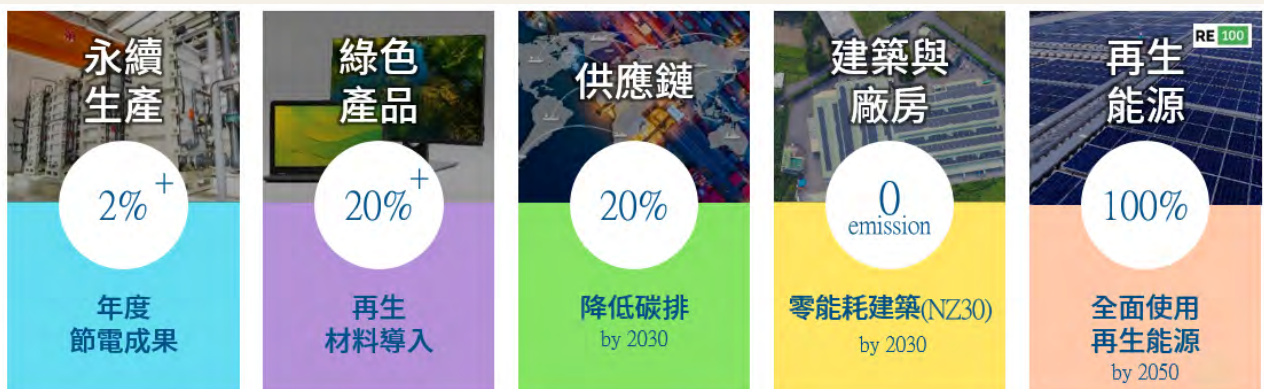 永續
生產
2%+
年度
節電成果
綠色
產品
20%+
再生
材料導入
供應鏈
20%
降低碳排
by 2030
建築與
廠房
0
emission
零能耗建築(NZ30)
by 2030
RE 100
再生
能源
100%
全面使用
再生能源
by 2050